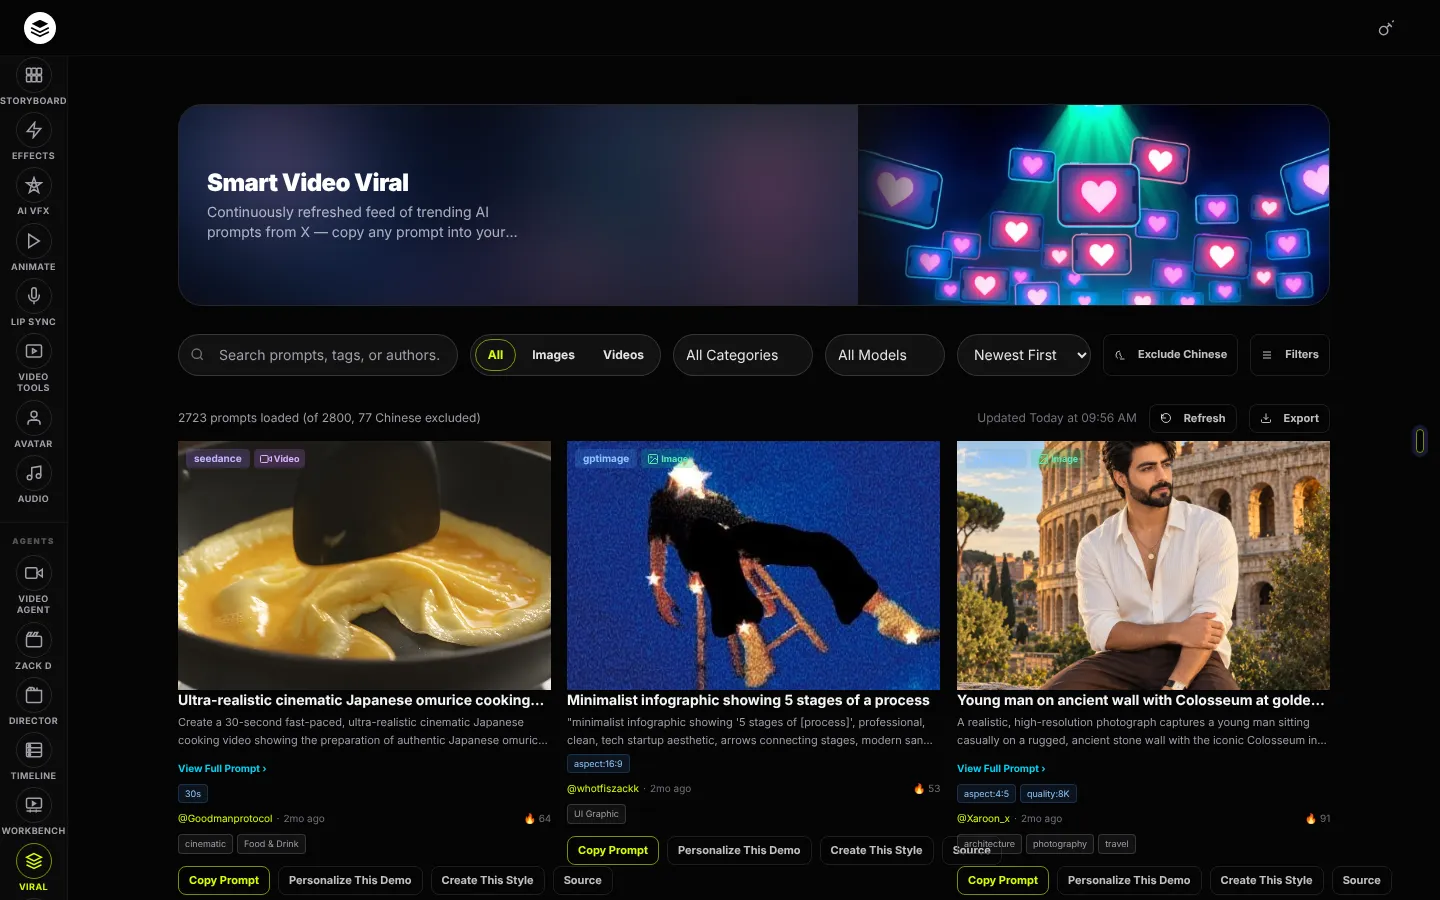 STORYBOARD
EFFECTS
AI VFX
ANIMATE
LIP SYNC
VIDEO
TOOLS
AVATAR
AUDIO
AGENTS
VIDEO
AGENT
ZACK D
DIRECTOR
TIMELINE
WORKBENCH
VIRAL
Smart Video Viral
Continuously refreshed feed of trending AI
prompts from X — copy any prompt into your...
Search prompts, tags, or authors.
All
Images
Videos
All Categories
All Models
Newest First
Exclude Chinese
Filters
2723 prompts loaded (of 2800, 77 Chinese excluded)
Updated Today at 09:56 AM
Refresh
Export
seedance
Video
Ultra-realistic cinematic Japanese omurice cooking...
Create a 30-second fast-paced, ultra-realistic cinematic Japanese
cooking video showing the preparation of authentic Japanese omuric...
View Full Prompt ›
30s
@Goodmanprotocol · 2mo ago
🔥 64
cinematic
Food & Drink
Copy Prompt
Personalize This Demo
Create This Style
Source
gptimage
Image
Minimalist infographic showing 5 stages of a process
"minimalist infographic showing '5 stages of [process]', professional,
clean, tech startup aesthetic, arrows connecting stages, modern san...
aspect:16:9
@whotfiszackk · 2mo ago
🔥 53
UI Graphic
Copy Prompt
Personalize This Demo
Create This Style
Source
Image
Young man on ancient wall with Colosseum at golde...
A realistic, high-resolution photograph captures a young man sitting
casually on a rugged, ancient stone wall with the iconic Colosseum in...
View Full Prompt ›
aspect:4:5
quality:8K
@Xaroon_x · 2mo ago
🔥 91
architecture
photography
travel
Copy Prompt
Personalize This Demo
Create This Style
Source